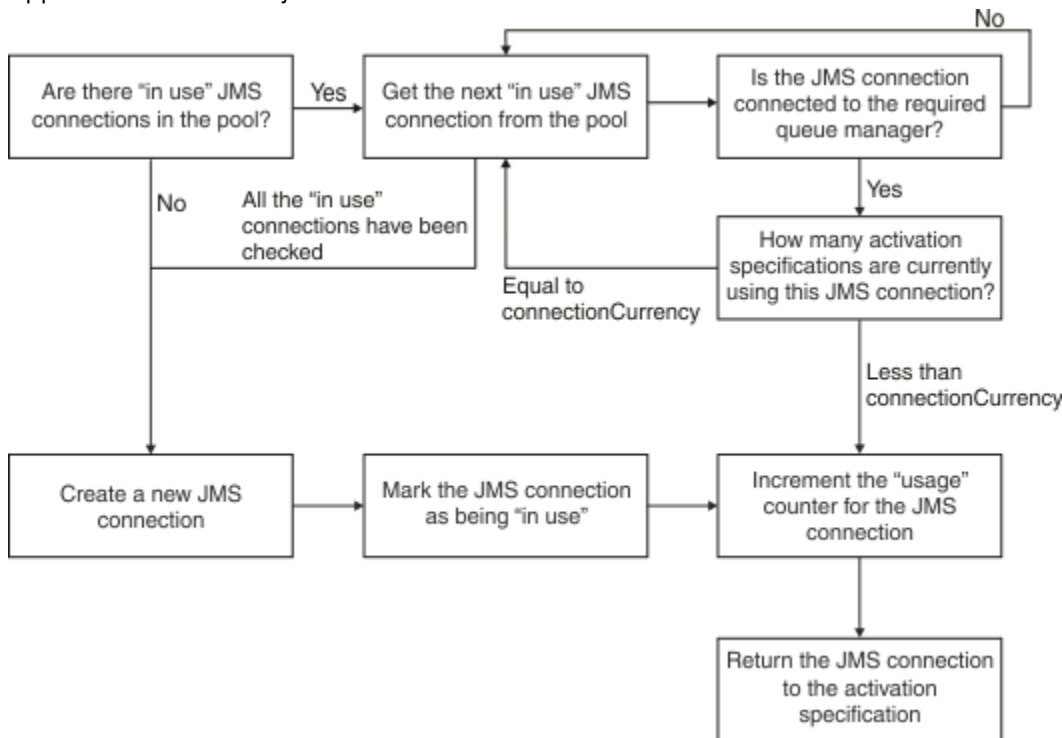 No
Are there “in use” JMS
connections in the pool?
Yes
Get the next “in use” JMS
connection from the pool
Is the JMS connection
connected to the required
queue manager?
No
All the “in use”
connections have been
checked
Yes
How many activation
specifications are currently
using this JMS connection?
Equal to
connectionCurrency
Less than
connectionCurrency
Create a new JMS
connection
Mark the JMS connection
as being “in use”
Increment the “usage”
counter for the JMS
connection
Return the JMS connection
to the activation
specification